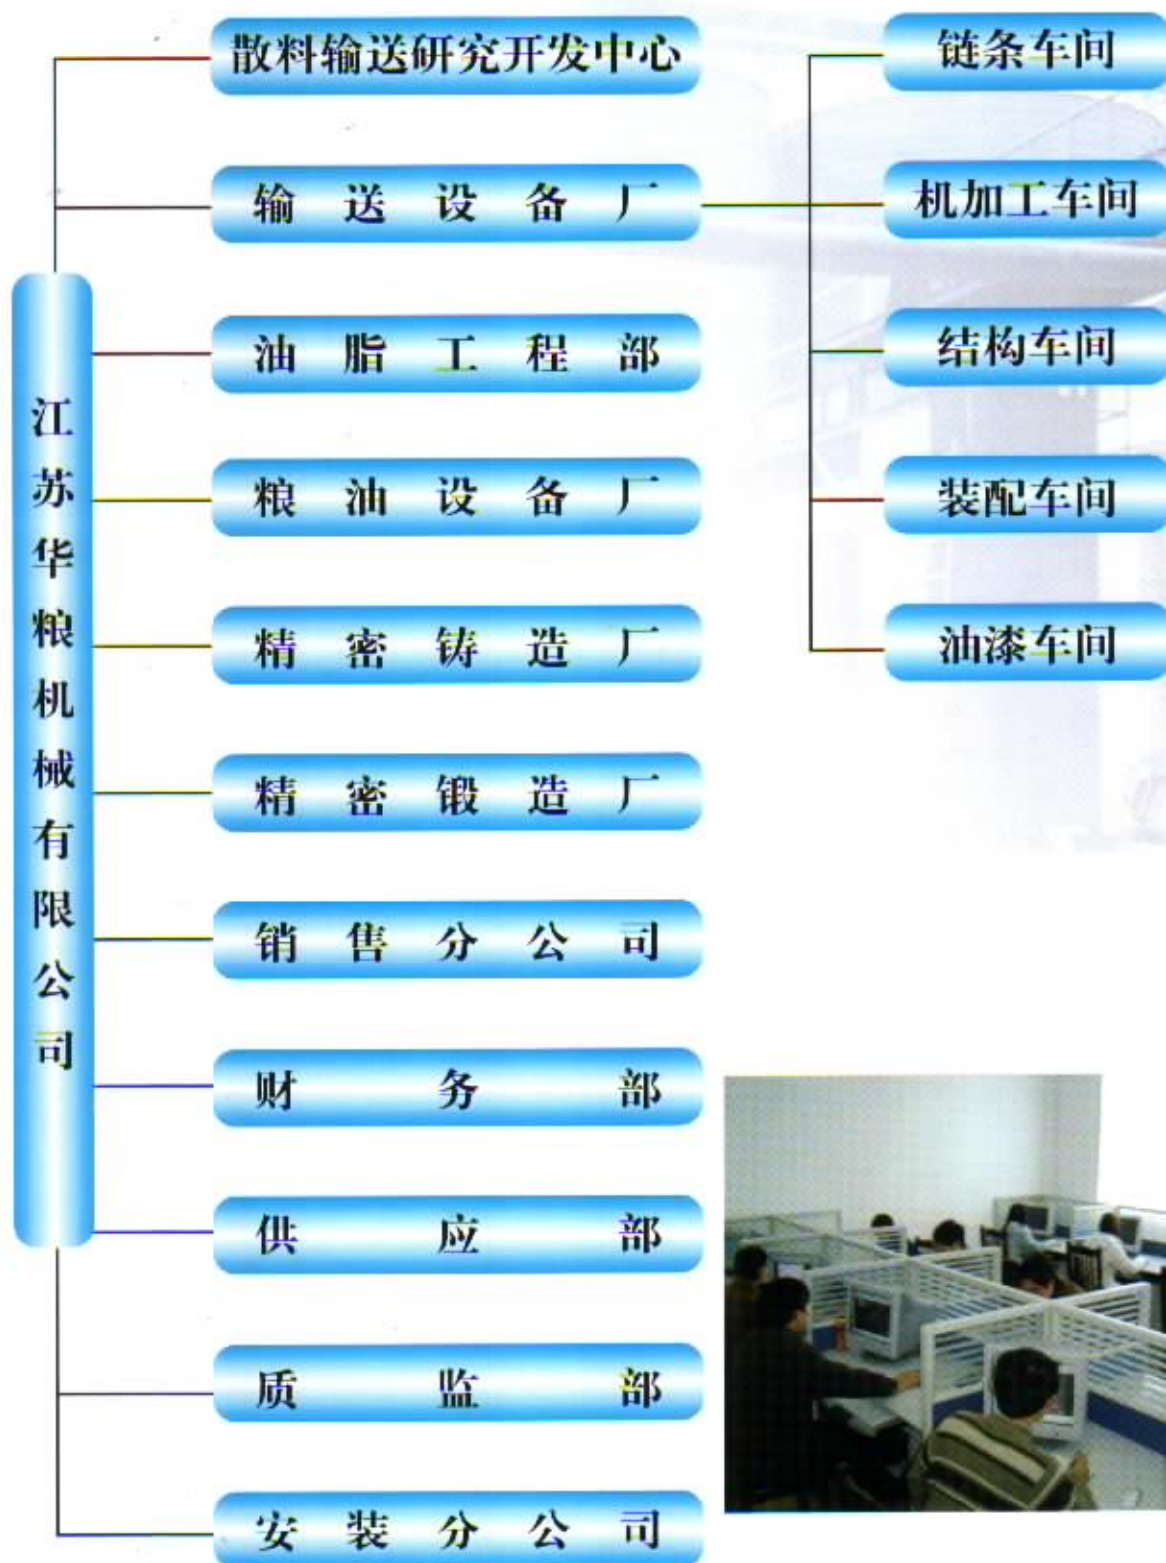 江苏华粮机械有限公司
散料输送研究开发中心
输送设备厂
油脂工程部
粮油设备厂
精密铸造厂
精密锻造厂
销售分公司
财务部
供应部
质监部
安装分公司
链条车间
机加工车间
结构车间
装配车间
油漆车间